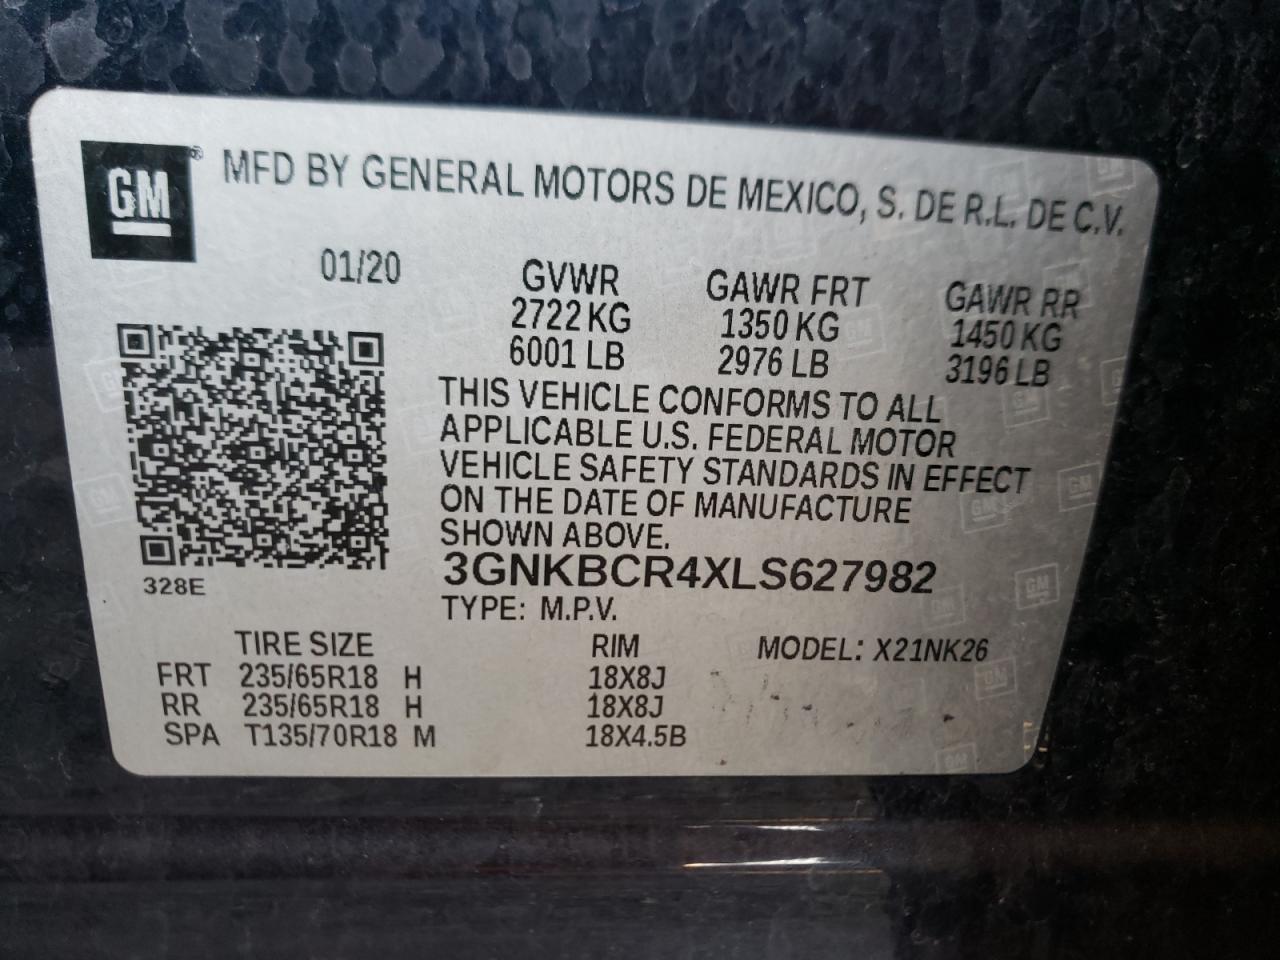 GM ® MFD BY GENERAL MOTORS DE MEXICO, S. DE R.L. DE C.V.
01/20
GVWR GAWR FRT GAWR RR
2722 KG 1350 KG 1450 KG
6001 LB 2976 LB 3196 LB
THIS VEHICLE CONFORMS TO ALL
APPLICABLE U.S. FEDERAL MOTOR
VEHICLE SAFETY STANDARDS IN EFFECT
ON THE DATE OF MANUFACTURE
SHOWN ABOVE.
328E
3GNKBCR4XLS627982
TYPE: M.P.V.
TIRE SIZE RIM MODEL: X21NK26
FRT 235/65R18 H 18X8J
RR 235/65R18 H 18X8J
SPA T135/70R18 M 18X4.5B